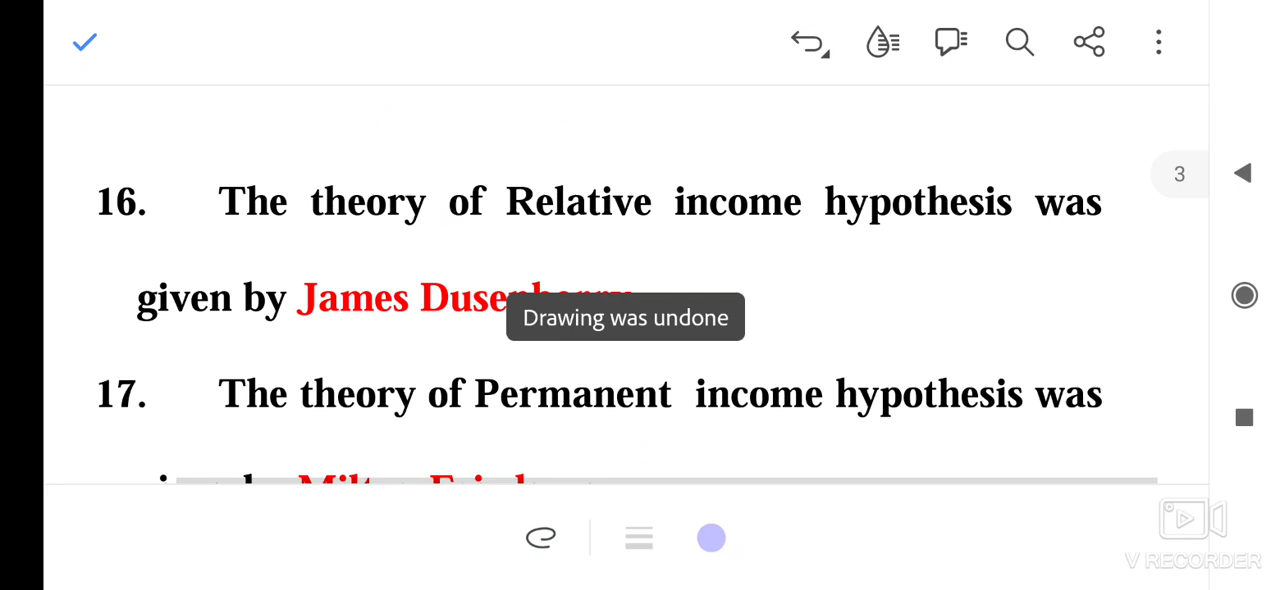 3
16. The theory of Relative income hypothesis was
given by James
Drawing was undone
17. The theory of Permanent income hypothesis was
V RECORDER